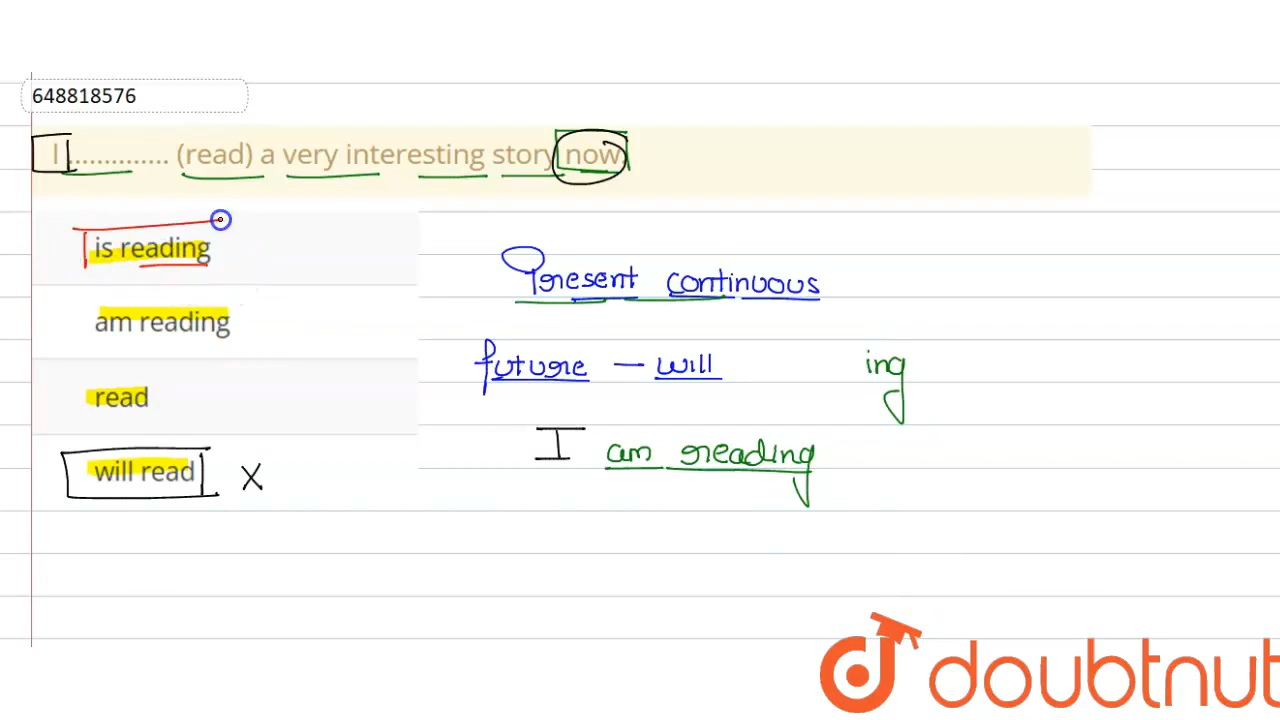 648818576
I .............. (read) a very interesting story now.
is reading
am reading
read
will read X
Present continuous
future — will
ing
I am reading
doubtnut